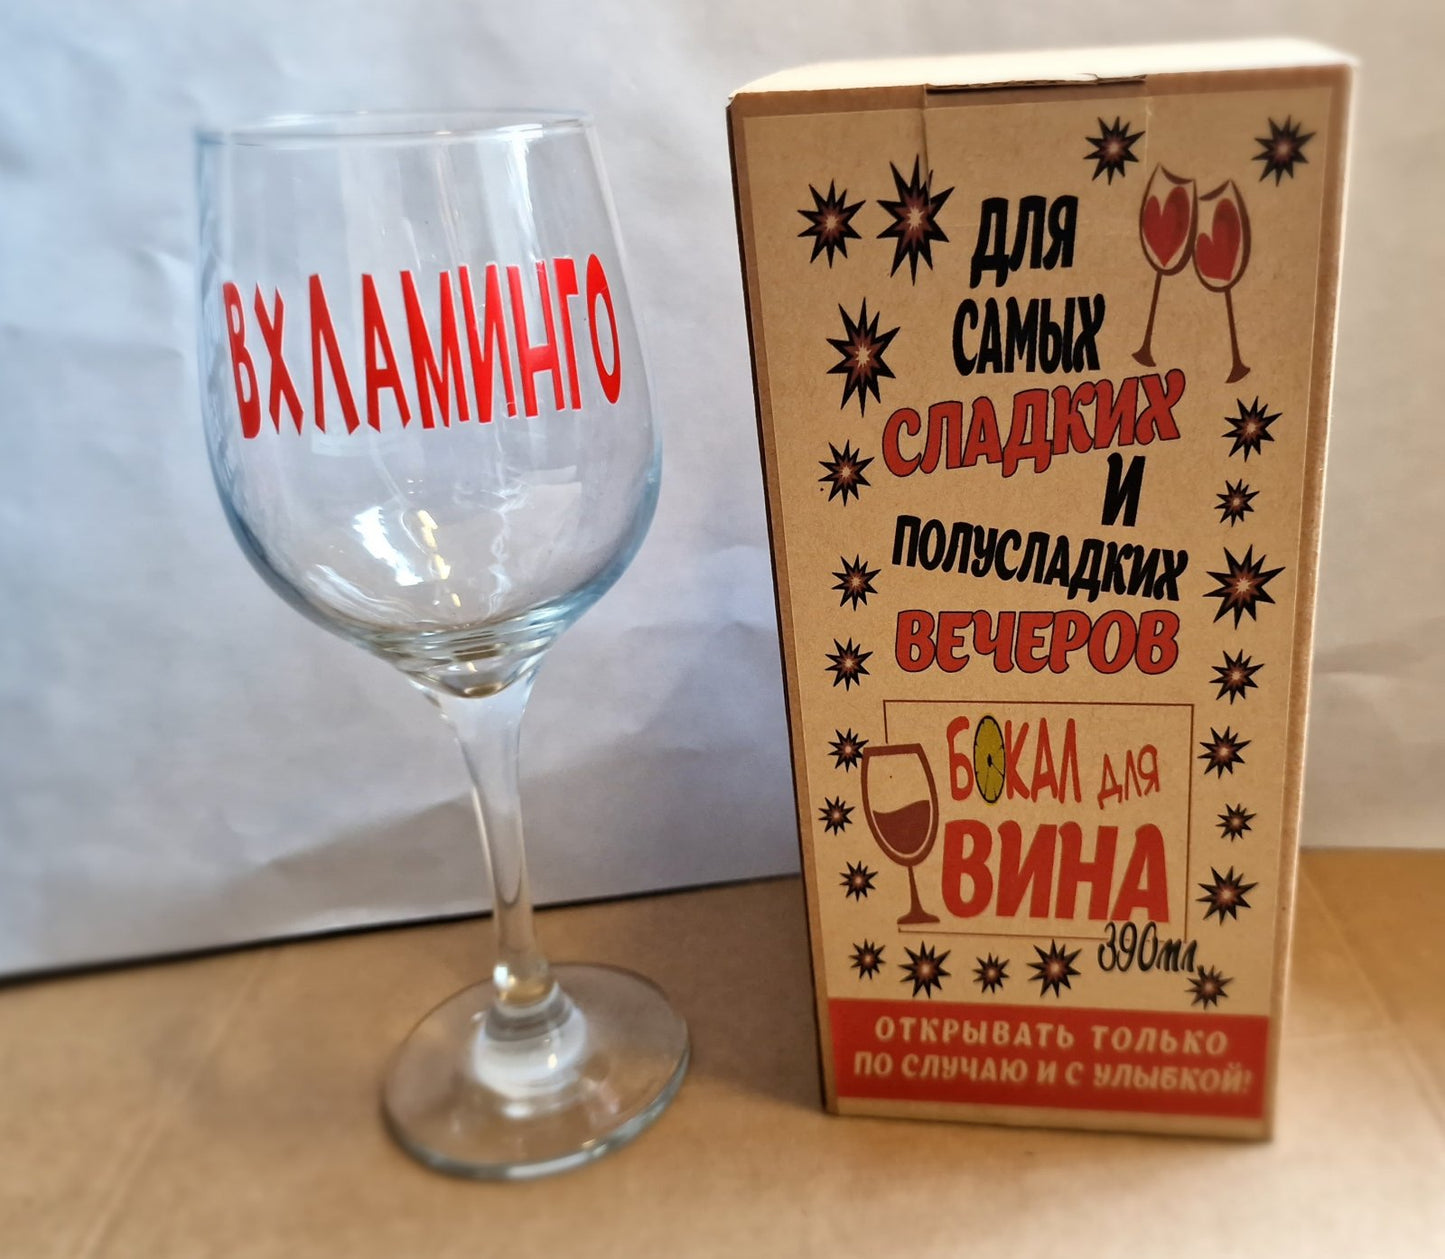 ВХЛАМИНГО
ДЛЯ
САМЫХ
СЛАДКИХ
И
ПОЛУСЛАДКИХ
ВЕЧЕРОВ
БОКАЛ ДЛЯ
ВИНА
390мл
ОТКРЫВАТЬ ТОЛЬКО
ПО СЛУЧАЮ И С УЛЫБКОЙ!